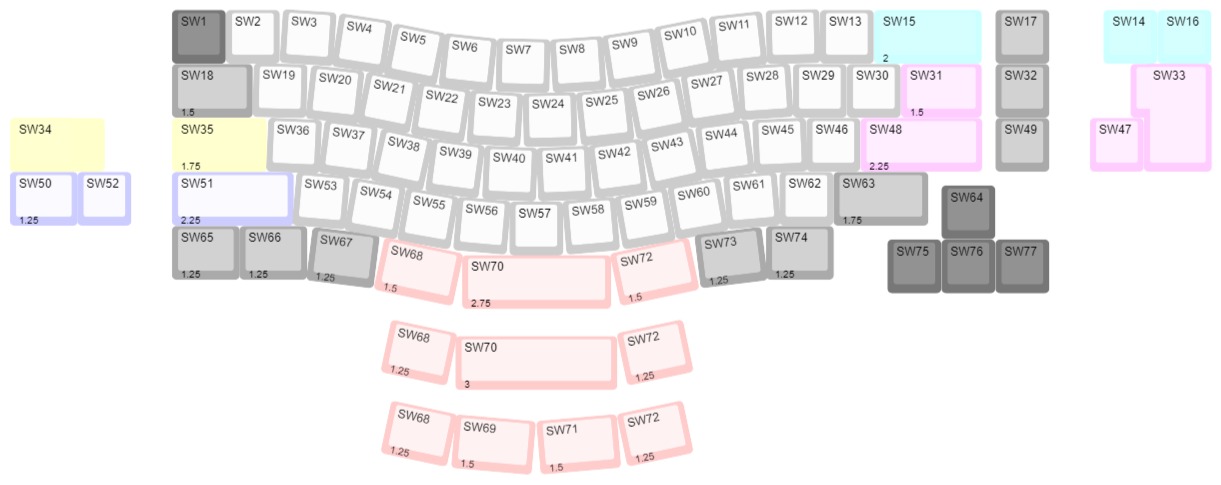 SW1 SW2 SW3 SW4 SW5 SW6 SW7 SW8 SW9 SW10 SW11 SW12 SW13 SW15 SW17 SW14 SW16
2
SW18 SW19 SW20 SW21 SW22 SW23 SW24 SW25 SW26 SW27 SW28 SW29 SW30 SW31 SW32 SW33
1.5 1.5
SW34 SW35 SW36 SW37 SW38 SW39 SW40 SW41 SW42 SW43 SW44 SW45 SW46 SW48 SW49 SW47
1.75 2.25
SW50 SW52 SW51 SW53 SW54 SW55 SW56 SW57 SW58 SW59 SW60 SW61 SW62 SW63 SW64
1.25 2.25 1.75
SW65 SW66 SW67 SW68 SW70 SW72 SW73 SW74 SW75 SW76 SW77
1.25 1.25 1.25 1.5 2.75 1.5 1.25 1.25
SW68 SW70 SW72
1.25 3 1.25
SW68 SW69 SW71 SW72
1.25 1.5 1.5 1.25